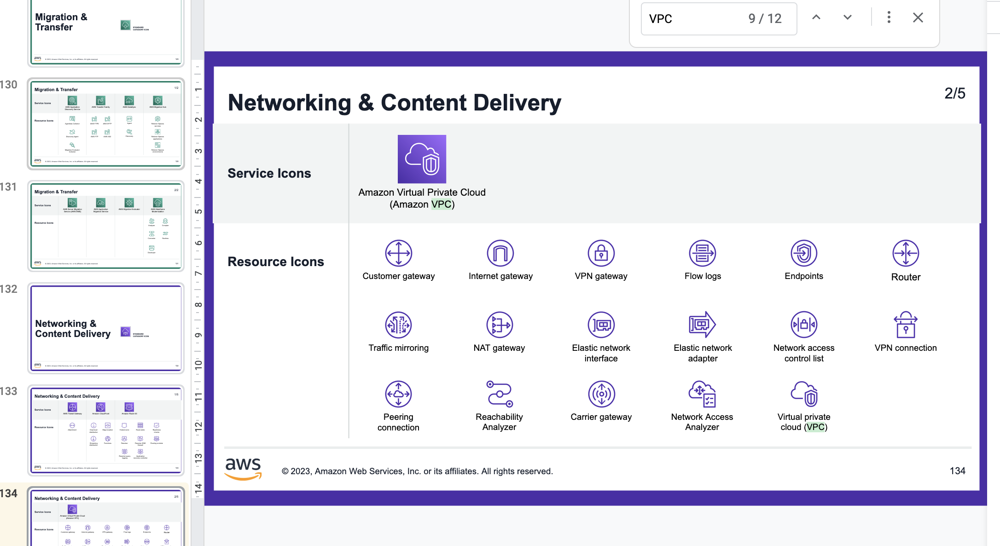 Migration &
Transfer
STANDARD
CATEGORY ICON
aws
© 2023, Amazon Web Services, Inc. or its affiliates. All rights reserved.
129
130
Migration & Transfer
1/2
Service Icons
AWS Application
Discovery Service
AWS Transfer Family
AWS DataSync
AWS Migration Hub
Resource Icons
Agentless Collector
AWS FTPS
AWS SFTP
Agent
Refactor Spaces
services
Discovery Agent
AWS FTP
AWS AS2
Discovery
Refactor Spaces
applications
Migration Evaluator
Collector
Refactor Spaces
environments
aws
© 2023, Amazon Web Services, Inc. or its affiliates. All rights reserved.
130
131
Migration & Transfer
2/2
Service Icons
AWS Server Migration
Service (AWS SMS)
AWS Application
Migration Service
AWS Migration Evaluator
AWS Mainframe
Modernization
Resource Icons
Analyzer
Compiler
Converter
Runtime
Developer
aws
© 2023, Amazon Web Services, Inc. or its affiliates. All rights reserved.
131
132
Networking &
Content Delivery
STANDARD
CATEGORY ICON
aws
© 2023, Amazon Web Services, Inc. or its affiliates. All rights reserved.
132
133
Networking & Content Delivery
1/5
Service Icons
AWS Transit Gateway
Amazon CloudFront
Amazon Route 53
Resource Icons
Attachment
Download
distribution
Edge location
Hosted zone
Route table
Readiness
checks
Streaming
distribution
Functions
Resolver
Resolver DNS
firewall
Routing controls
Resolver query
logging
Application
recovery controller
aws
© 2023, Amazon Web Services, Inc. or its affiliates. All rights reserved.
133
134
Networking & Content Delivery
2/5
Service Icons
Amazon Virtual Private Cloud
(Amazon VPC)
Resource Icons
Customer gateway
Internet gateway
VPN gateway
Flow logs
Endpoints
Router
1
2
3
4
5
6
7
8
9
10
11
12
13
14
VPC
9 / 12
Networking & Content Delivery
2/5
Service Icons
Amazon Virtual Private Cloud
(Amazon VPC)
Resource Icons
Customer gateway
Internet gateway
VPN gateway
Flow logs
Endpoints
Router
Traffic mirroring
NAT gateway
Elastic network
interface
Elastic network
adapter
Network access
control list
VPN connection
Peering
connection
Reachability
Analyzer
Carrier gateway
Network Access
Analyzer
Virtual private
cloud (VPC)
aws
© 2023, Amazon Web Services, Inc. or its affiliates. All rights reserved.
134